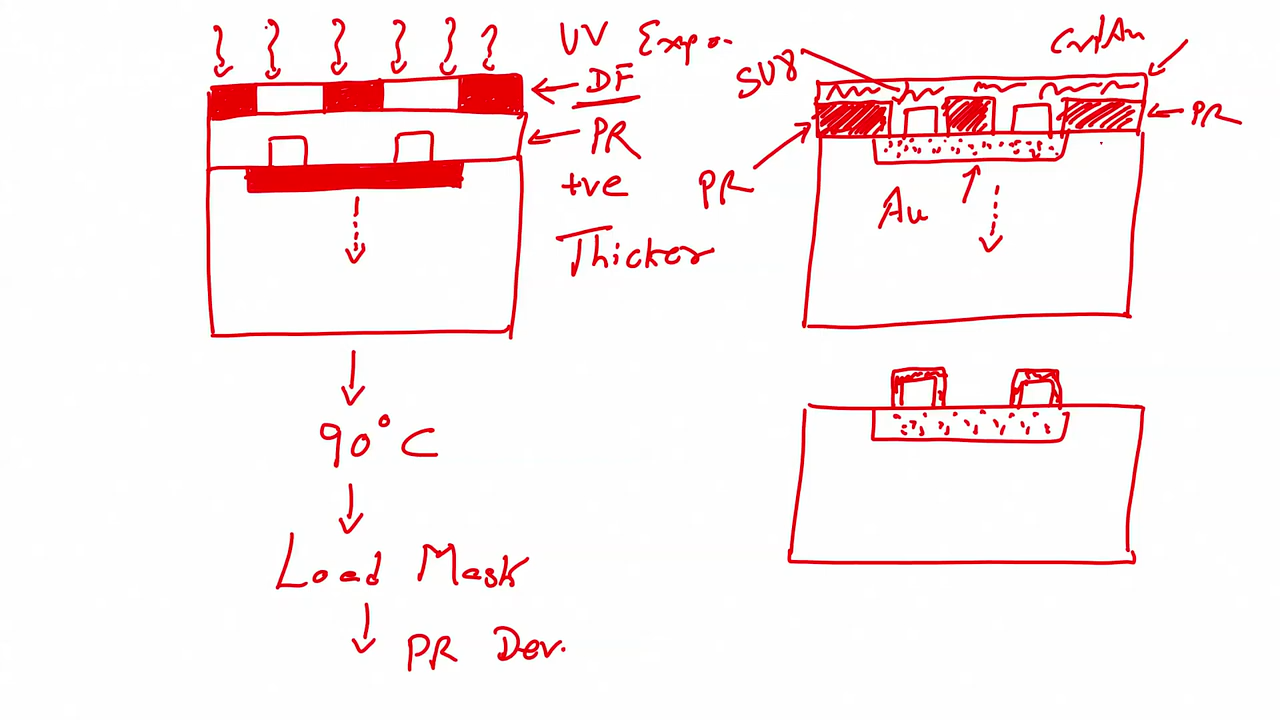 UV Expo.
DF
PR
+ve
Thicker
90°C
Load Mask
PR Dev.
SU8
Cr/Au
PR
PR
Au